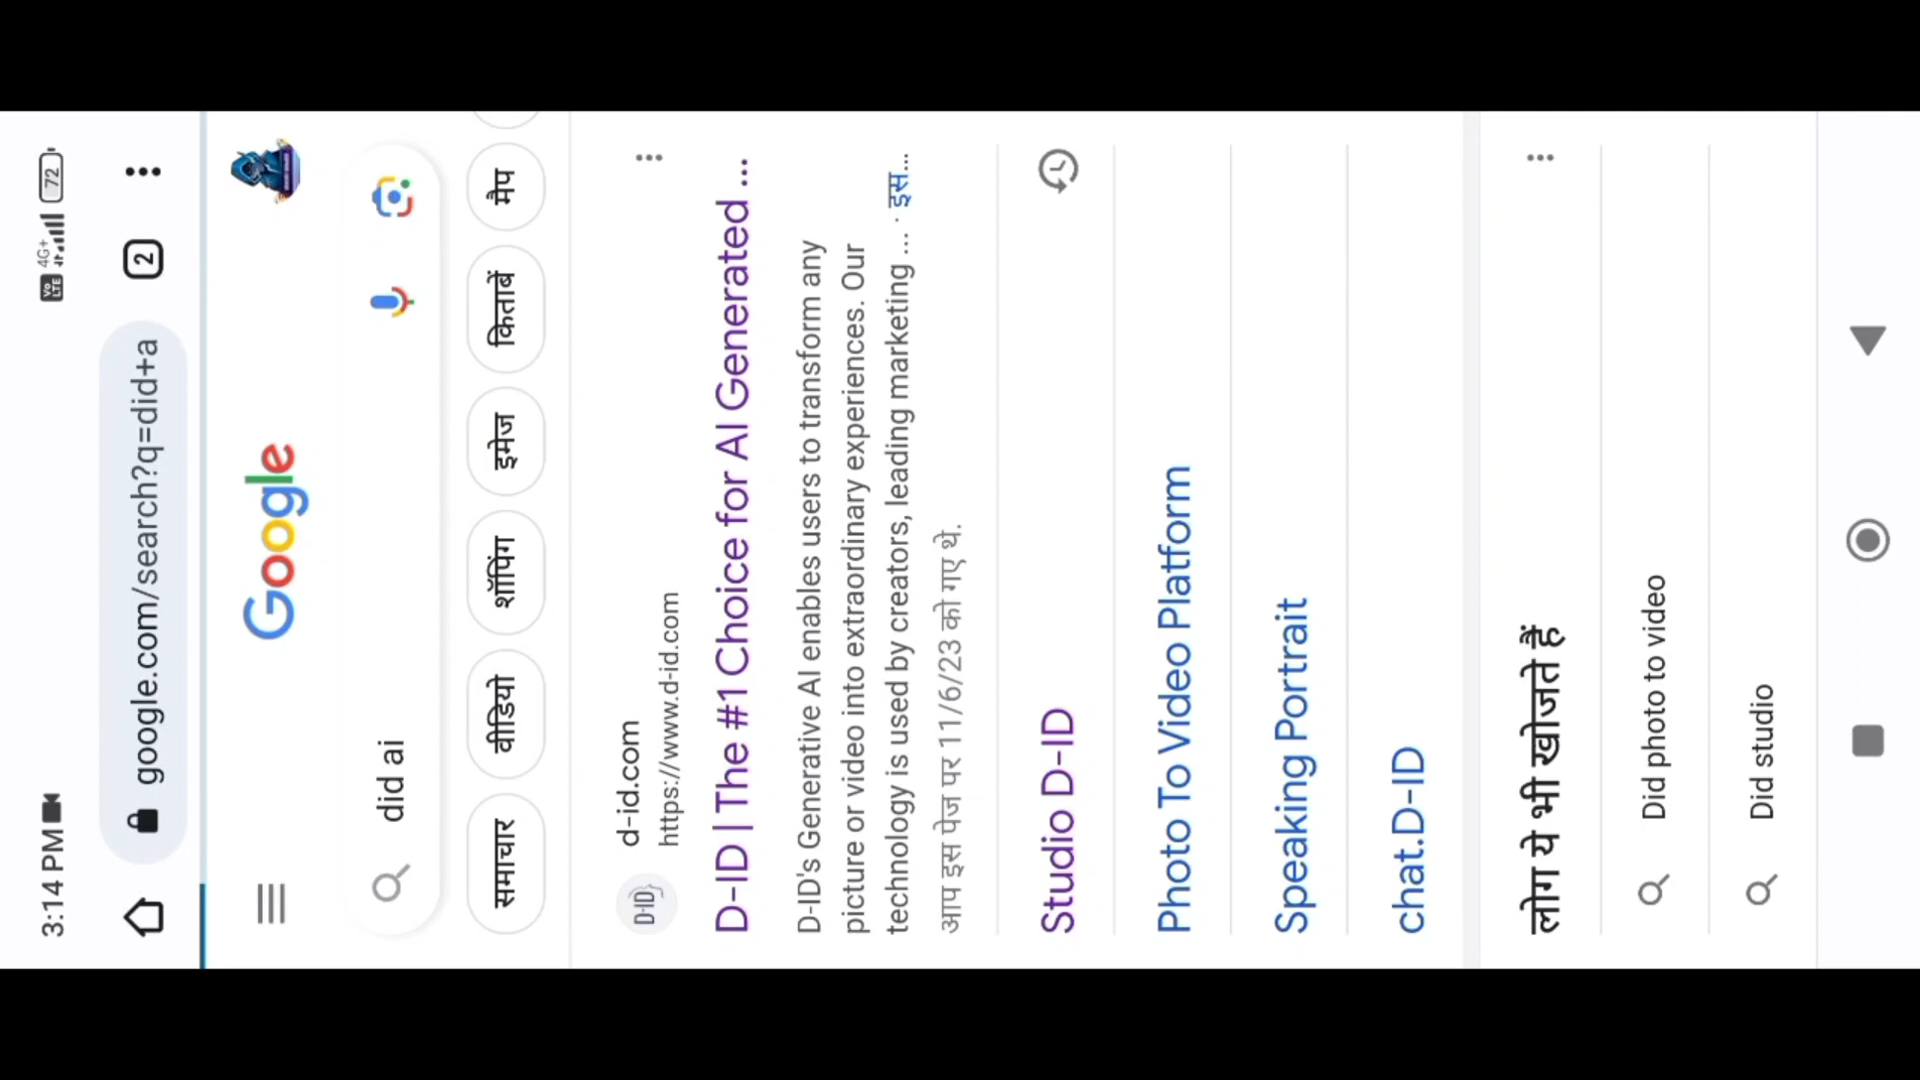 3:14 PM
Vo LTE 4G+ 72
google.com/search?q=did+a
2
Google
did ai
समाचार वीडियो शॉपिंग इमेज किताबें मैप
D-ID
d-id.com
https://www.d-id.com
D-ID | The #1 Choice for AI Generated ...
D-ID's Generative AI enables users to transform any
picture or video into extraordinary experiences. Our
technology is used by creators, leading marketing ... · इस...
आप इस पेज पर 11/6/23 को गए थे.
Studio D-ID
Photo To Video Platform
Speaking Portrait
chat.D-ID
लोग ये भी खोजते हैं
Did photo to video
Did studio